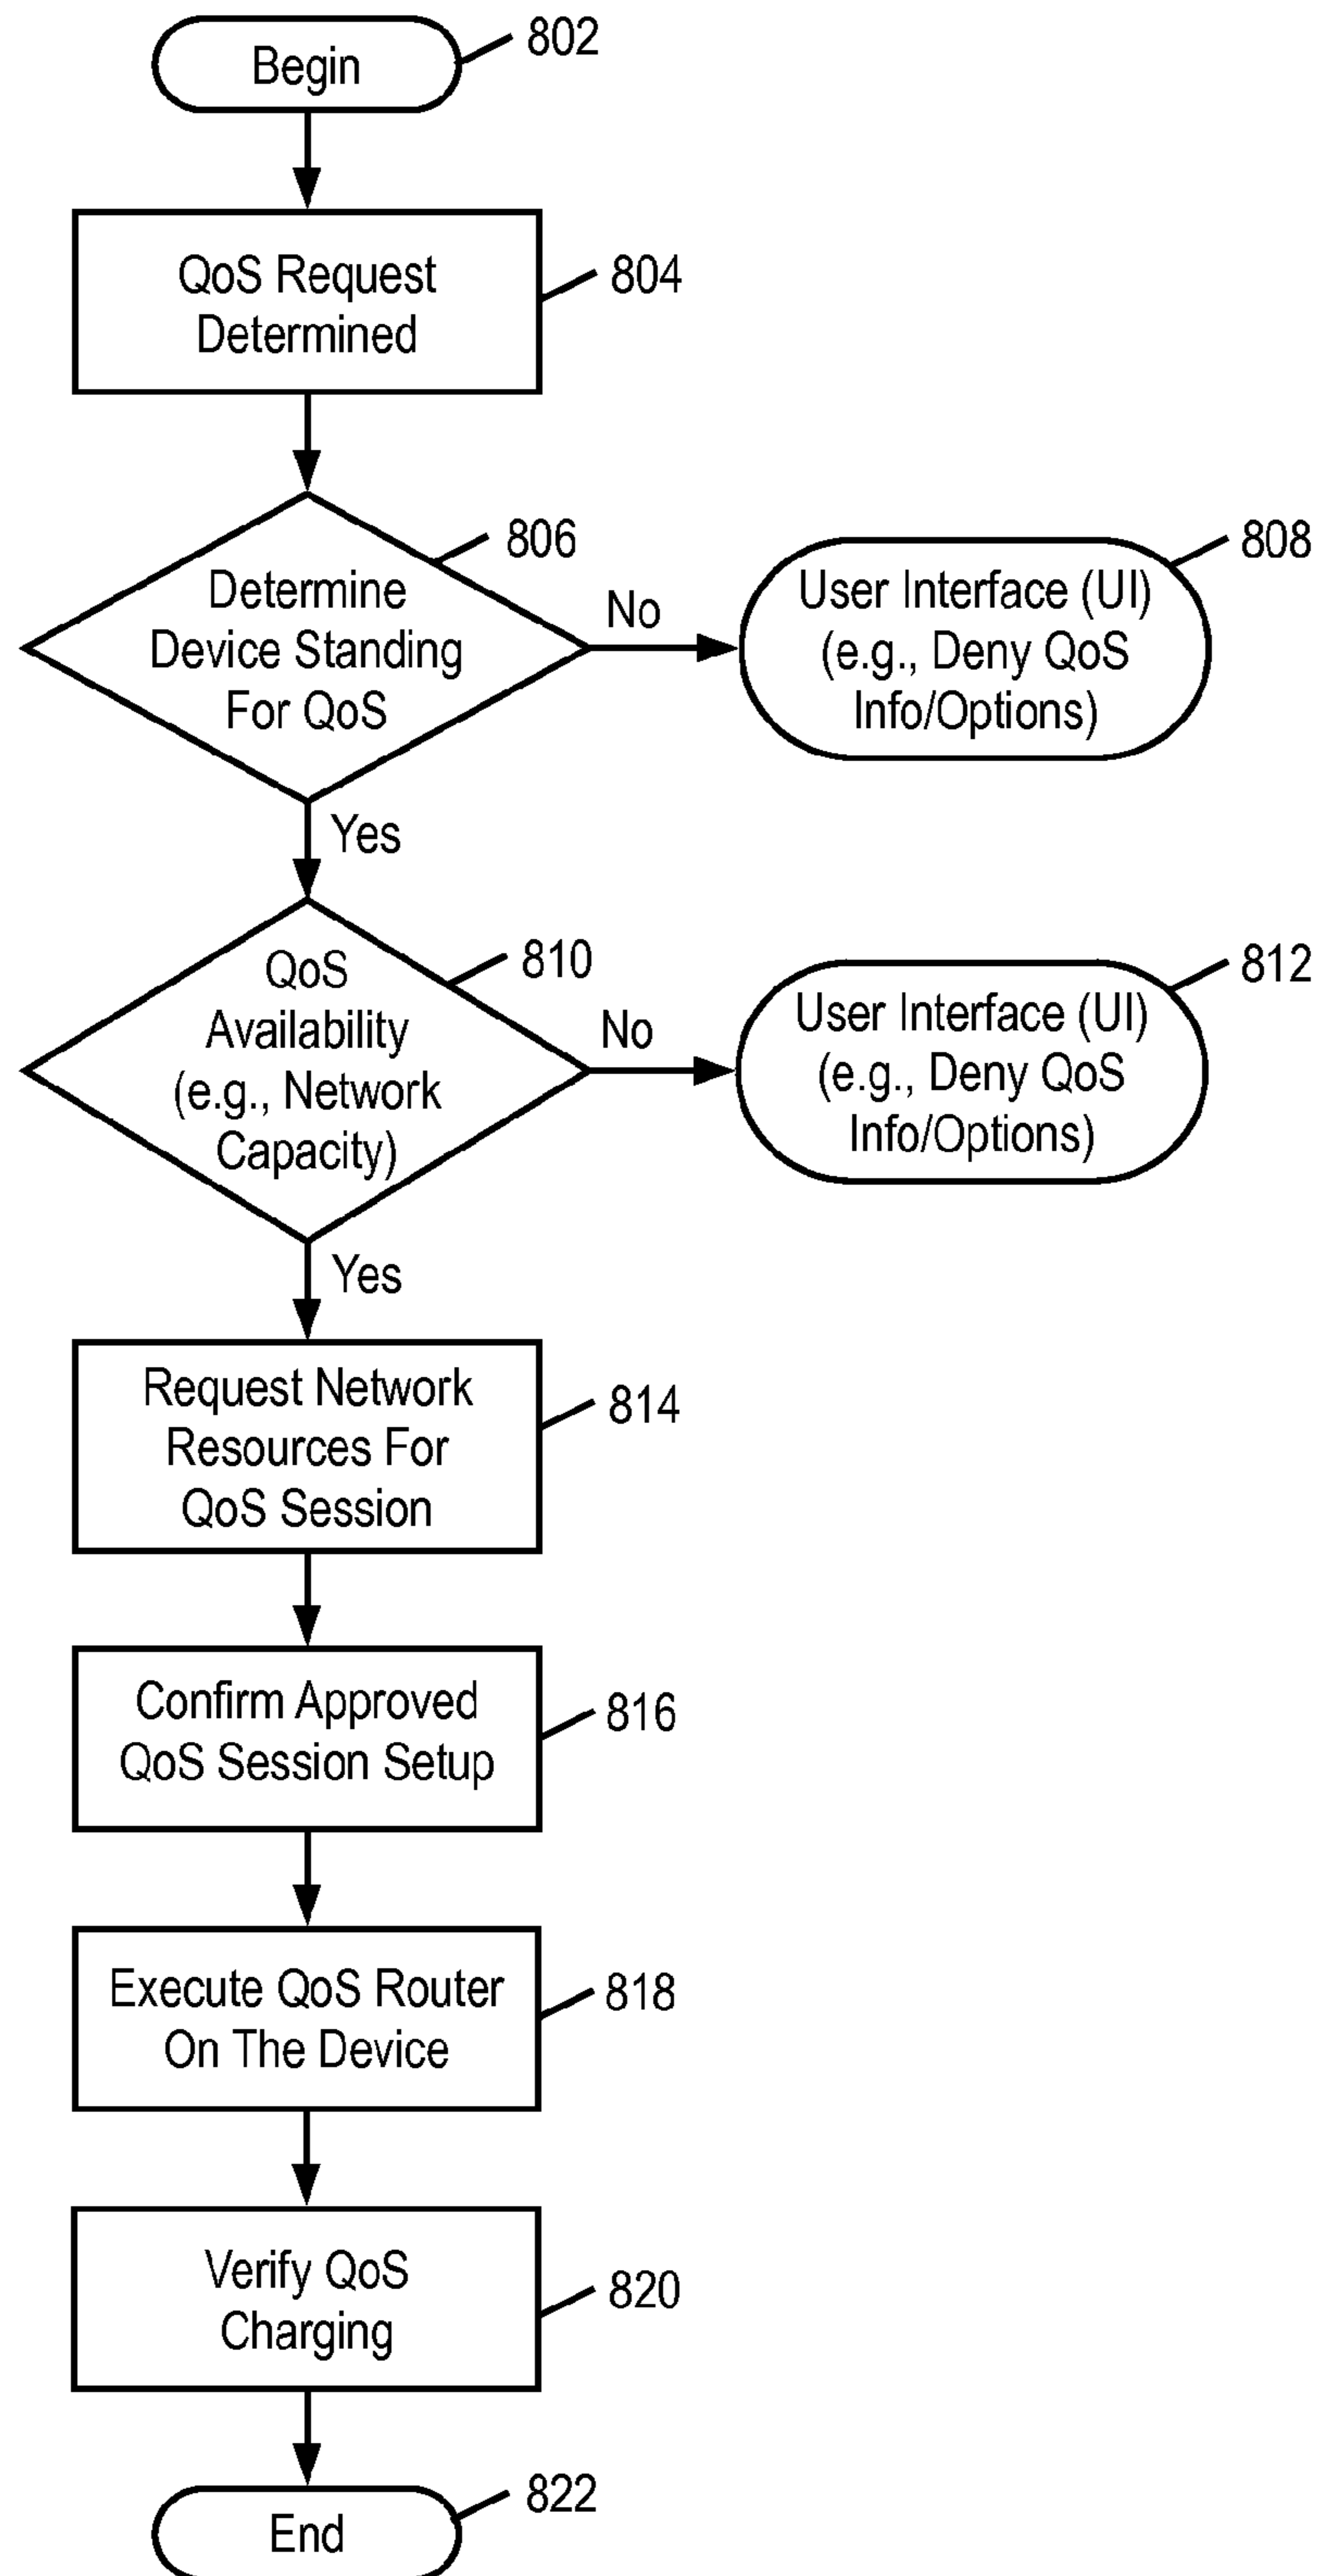 Begin
802
QoS Request
Determined
804
806
Determine
Device Standing
For QoS
No
808
User Interface (UI)
(e.g., Deny QoS
Info/Options)
Yes
810
QoS
Availability
(e.g., Network
Capacity)
No
812
User Interface (UI)
(e.g., Deny QoS
Info/Options)
Yes
Request Network
Resources For
QoS Session
814
Confirm Approved
QoS Session Setup
816
Execute QoS Router
On The Device
818
Verify QoS
Charging
820
End
822